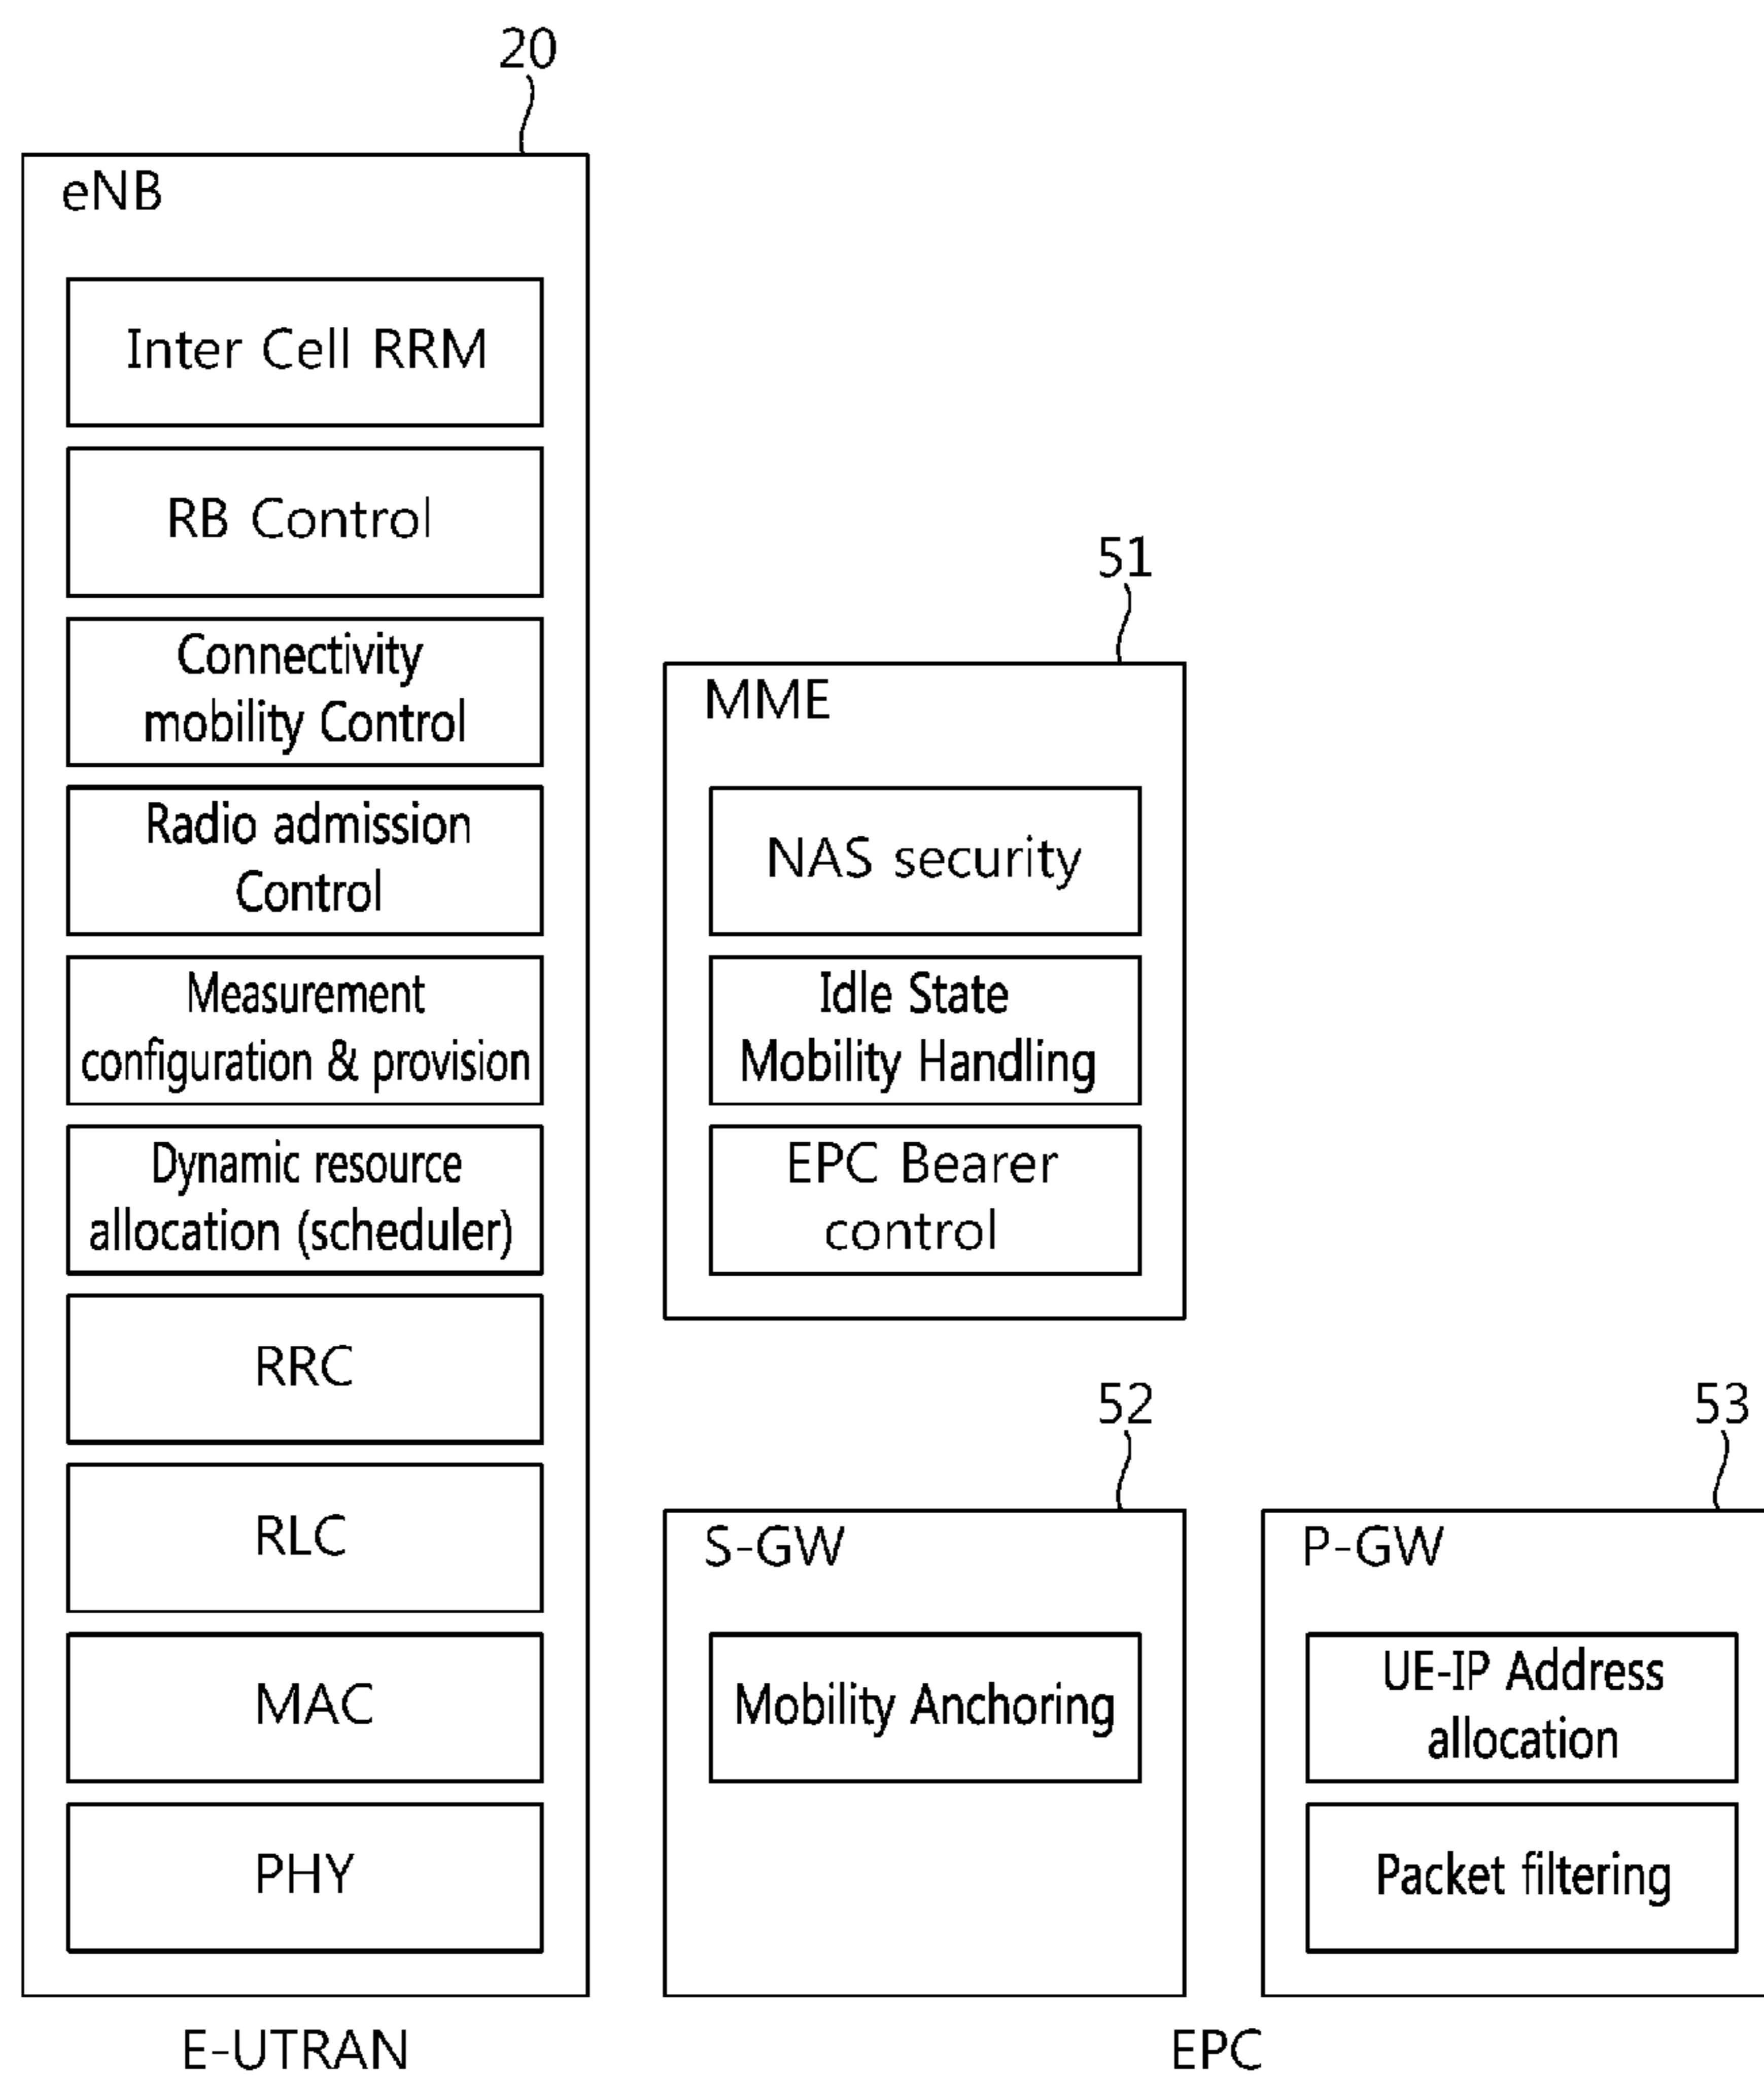 20
eNB
Inter Cell RRM
RB Control
Connectivity
mobility Control
Radio admission
Control
Measurement
configuration & provision
Dynamic resource
allocation (scheduler)
RRC
RLC
MAC
PHY
E-UTRAN
51
MME
NAS security
Idle State
Mobility Handling
EPC Bearer
control
52
S-GW
Mobility Anchoring
53
P-GW
UE-IP Address
allocation
Packet filtering
EPC